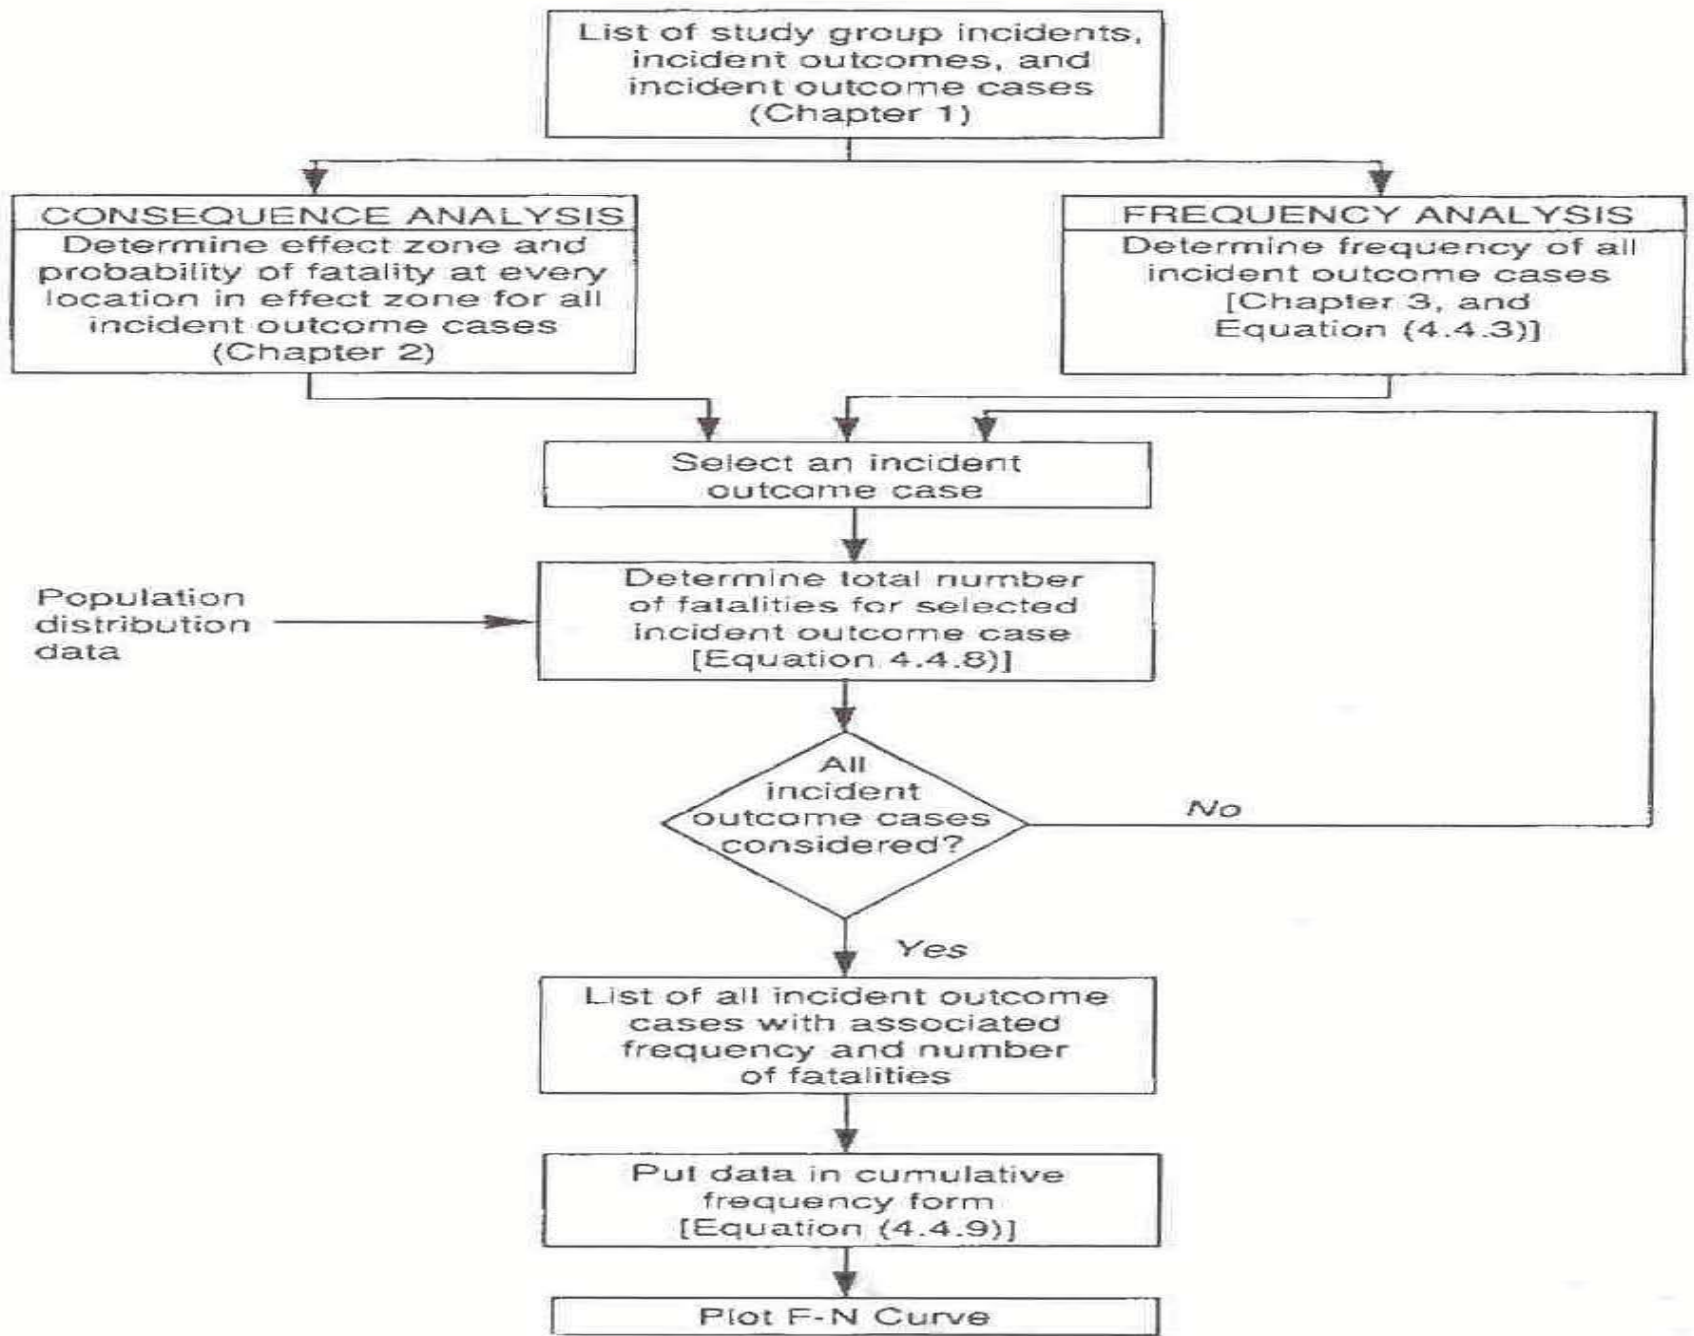 List of study group incidents,
incident outcomes, and
incident outcome cases
(Chapter 1)
CONSEQUENCE ANALYSIS
Determine effect zone and
probability of fatality at every
location in effect zone for all
incident outcome cases
(Chapter 2)
FREQUENCY ANALYSIS
Determine frequency of all
incident outcome cases
[Chapter 3, and
Equation (4.4.3)]
Select an incident
outcome case
Population
distribution
data
Determine total number
of fatalities for selected
incident outcome case
[Equation 4.4.8)]
All
incident
outcome cases
considered?
No
Yes
List of all incident outcome
cases with associated
frequency and number
of fatalities
Put data in cumulative
frequency form
[Equation (4.4.9)]
Plot F-N Curve